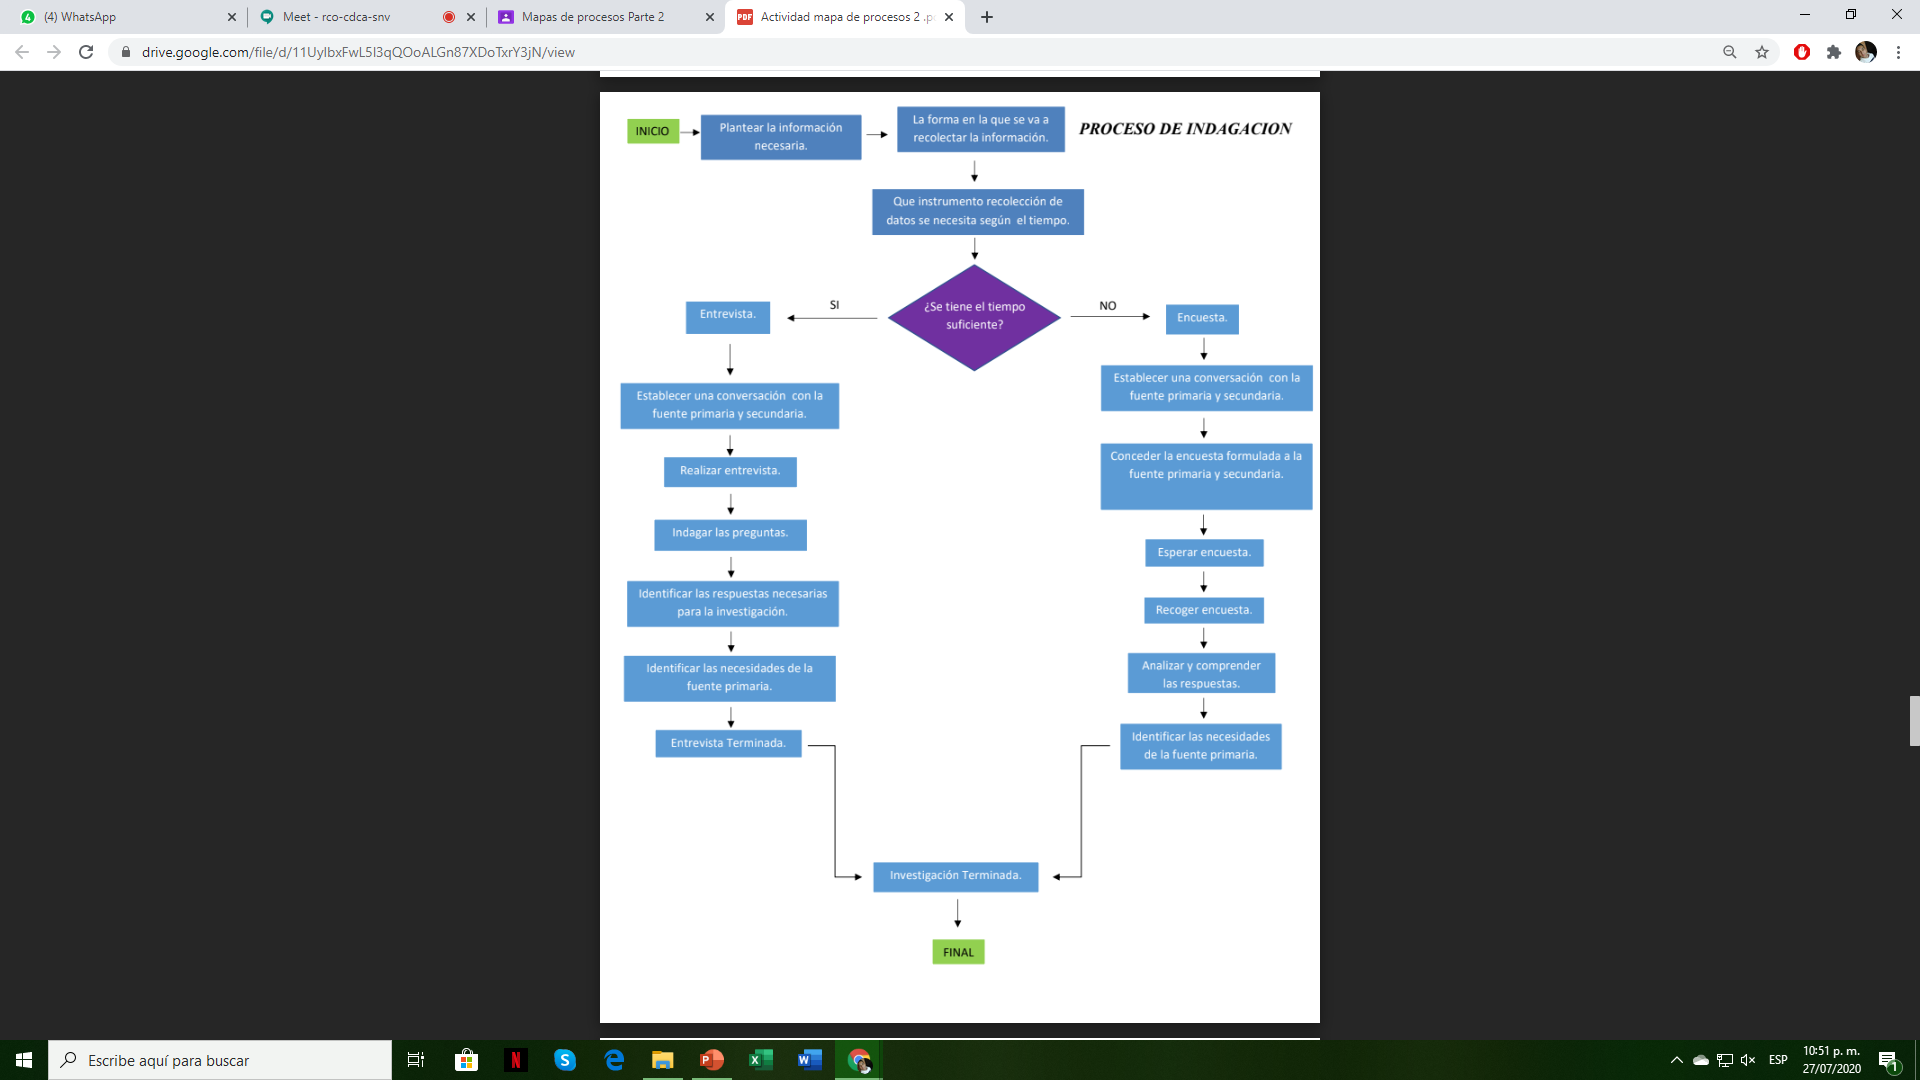 (4) WhatsApp
Meet - rco-cdca-snv
Mapas de procesos Parte 2
PDF
Actividad mapa de procesos 2 .p
drive.google.com/file/d/11UyIbxFwL5I3qQOoALGn87XDoTxrY3jN/view
INICIO
Plantear la información
necesaria.
La forma en la que se va a
recolectar la información.
PROCESO DE INDAGACION
Que instrumento recolección de
datos se necesita según el tiempo.
¿Se tiene el tiempo
suficiente?
SI
NO
Entrevista.
Establecer una conversación con la
fuente primaria y secundaria.
Realizar entrevista.
Indagar las preguntas.
Identificar las respuestas necesarias
para la investigación.
Identificar las necesidades de la
fuente primaria.
Entrevista Terminada.
Encuesta.
Establecer una conversación con la
fuente primaria y secundaria.
Conceder la encuesta formulada a la
fuente primaria y secundaria.
Esperar encuesta.
Recoger encuesta.
Analizar y comprender
las respuestas.
Identificar las necesidades
de la fuente primaria.
Investigación Terminada.
FINAL
Escribe aquí para buscar
ESP
10:51 p. m.
27/07/2020
1